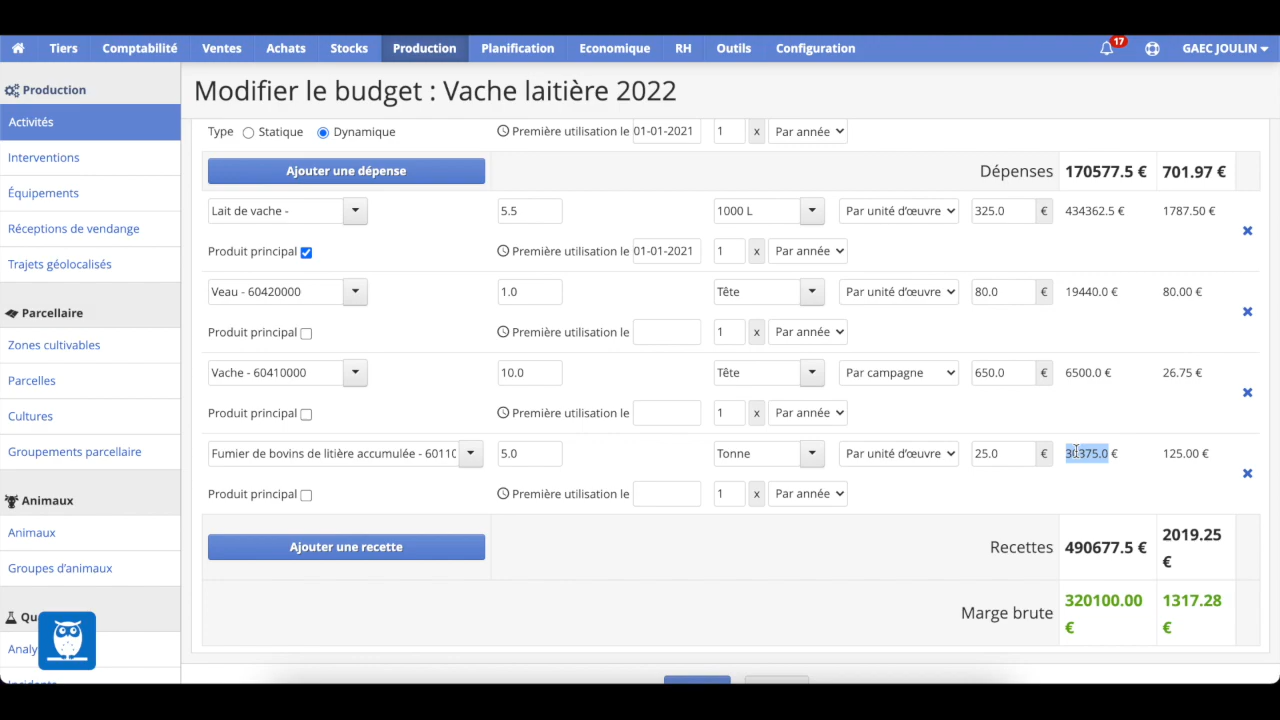 Tiers Comptabilité Ventes Achats Stocks Production Planification Economique RH Outils Configuration 17 GAEC JOULIN
Production
Activités
Interventions
Équipements
Réceptions de vendange
Trajets géolocalisés
Parcellaire
Zones cultivables
Parcelles
Cultures
Groupements parcellaire
Animaux
Animaux
Groupes d'animaux
Qu
Analy
Modifier le budget : Vache laitière 2022
Type Statique Dynamique Première utilisation le 01-01-2021 1 x Par année
Ajouter une dépense Dépenses 170577.5 € 701.97 €
Lait de vache - 5.5 1000 L Par unité d'œuvre 325.0 € 434362.5 € 1787.50 €
Produit principal Première utilisation le 01-01-2021 1 x Par année
Veau - 60420000 1.0 Tête Par unité d'œuvre 80.0 € 19440.0 € 80.00 €
Produit principal Première utilisation le 1 x Par année
Vache - 60410000 10.0 Tête Par campagne 650.0 € 6500.0 € 26.75 €
Produit principal Première utilisation le 1 x Par année
Fumier de bovins de litière accumulée - 60110 5.0 Tonne Par unité d'œuvre 25.0 € 30375.0 € 125.00 €
Produit principal Première utilisation le 1 x Par année
Ajouter une recette Recettes 490677.5 € 2019.25 €
Marge brute 320100.00 € 1317.28 €